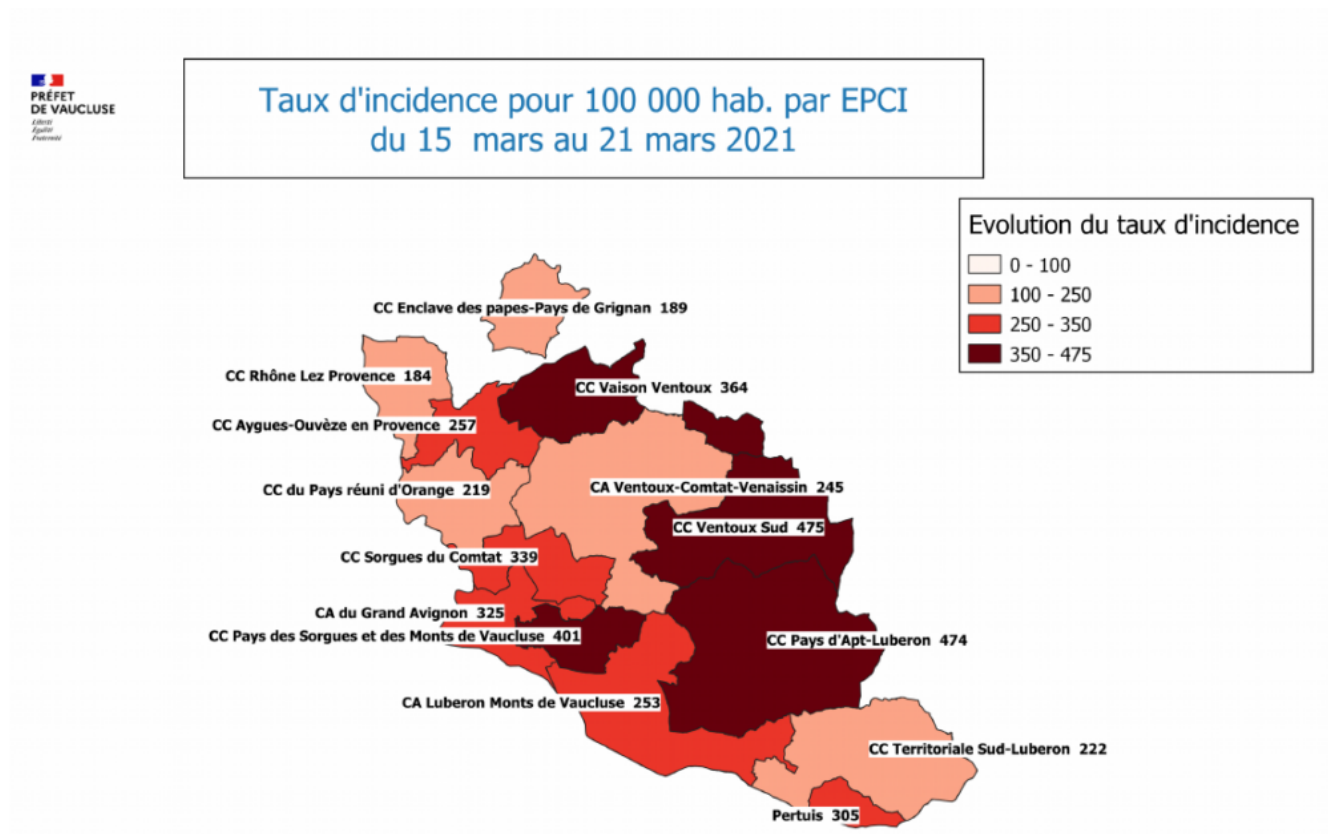 PRÉFET
DE VAUCLUSE
Liberté
Égalité
Fraternité
Taux d'incidence pour 100 000 hab. par EPCI
du 15 mars au 21 mars 2021
Evolution du taux d'incidence
0 - 100
100 - 250
250 - 350
350 - 475
CC Enclave des papes-Pays de Grignan 189
CC Rhône Lez Provence 184
CC Vaison Ventoux 364
CC Aygues-Ouvèze en Provence 257
CA Ventoux-Comtat-Venaissin 245
CC du Pays réuni d'Orange 219
CC Ventoux Sud 475
CC Sorgues du Comtat 339
CA du Grand Avignon 325
CC Pays des Sorgues et des Monts de Vaucluse 401
CC Pays d'Apt-Luberon 474
CA Luberon Monts de Vaucluse 253
CC Territoriale Sud-Luberon 222
Pertuis 305